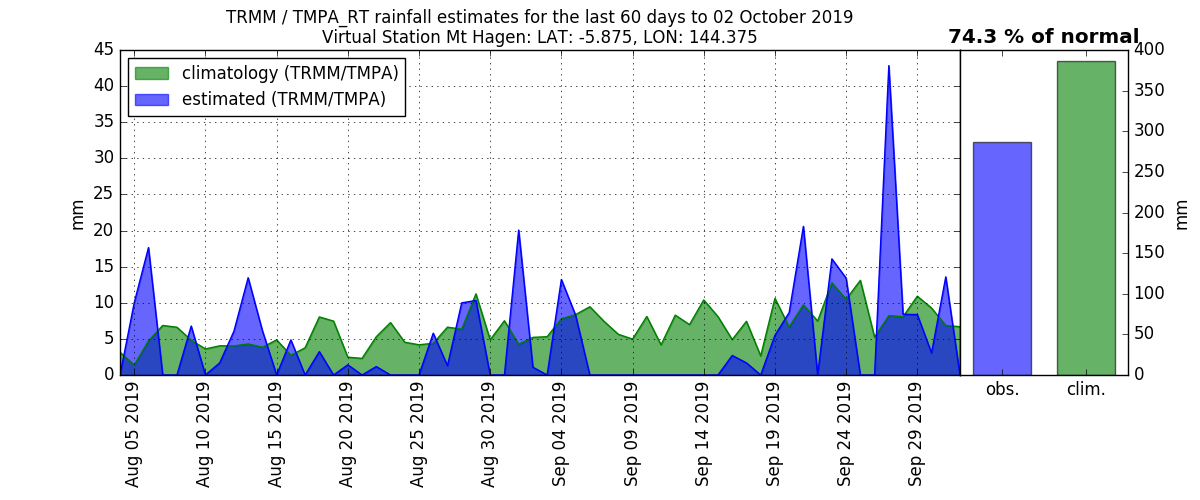 TRMM / TMPA_RT rainfall estimates for the last 60 days to 02 October 2019
Virtual Station Mt Hagen: LAT: -5.875, LON: 144.375
74.3 % of normal
climatology (TRMM/TMPA)
estimated (TRMM/TMPA)
45
40
35
30
25
20
15
10
5
0
mm
Aug 05 2019
Aug 10 2019
Aug 15 2019
Aug 20 2019
Aug 25 2019
Aug 30 2019
Sep 04 2019
Sep 09 2019
Sep 14 2019
Sep 19 2019
Sep 24 2019
Sep 29 2019
obs.
clim.
400
350
300
250
200
150
100
50
0
mm